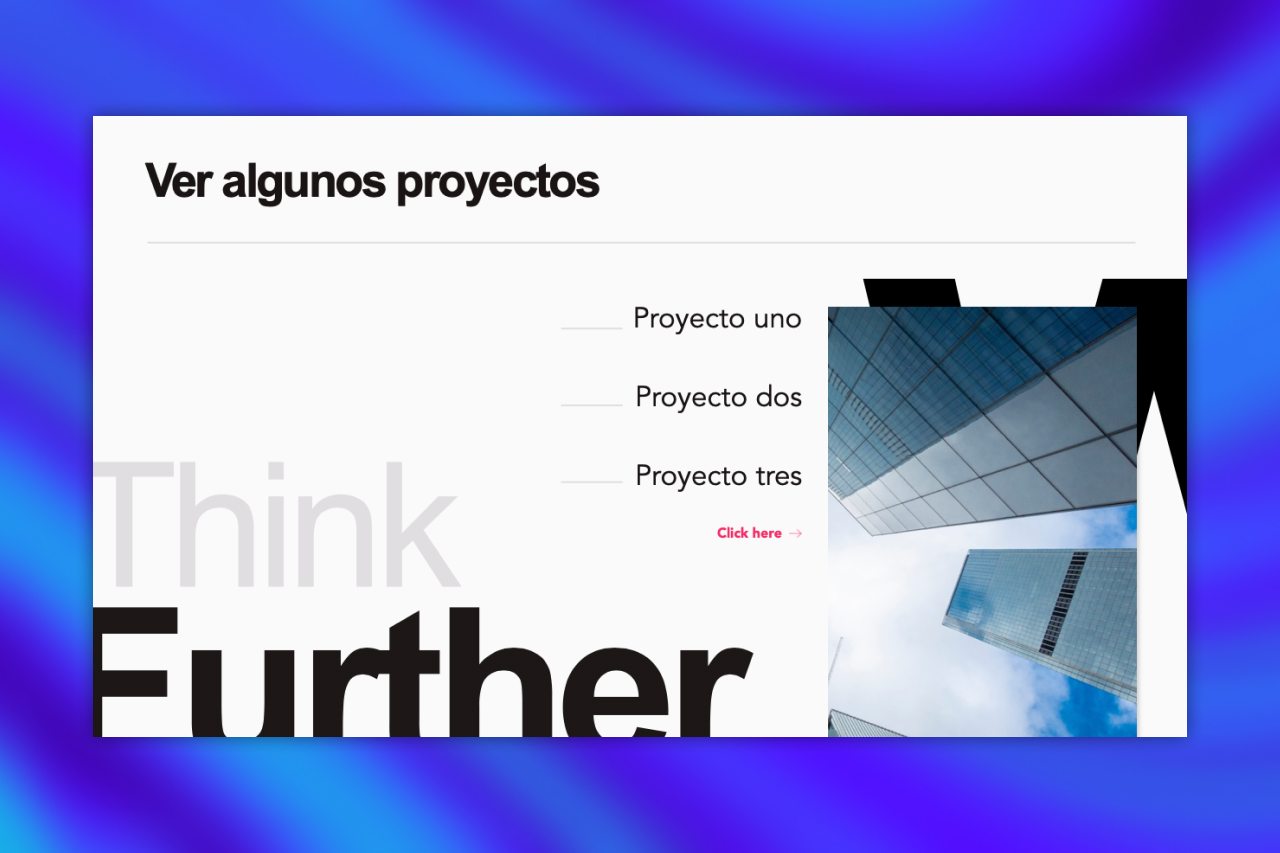 Ver algunos proyectos
Proyecto uno
Proyecto dos
Proyecto tres
Click here →
Think
Further